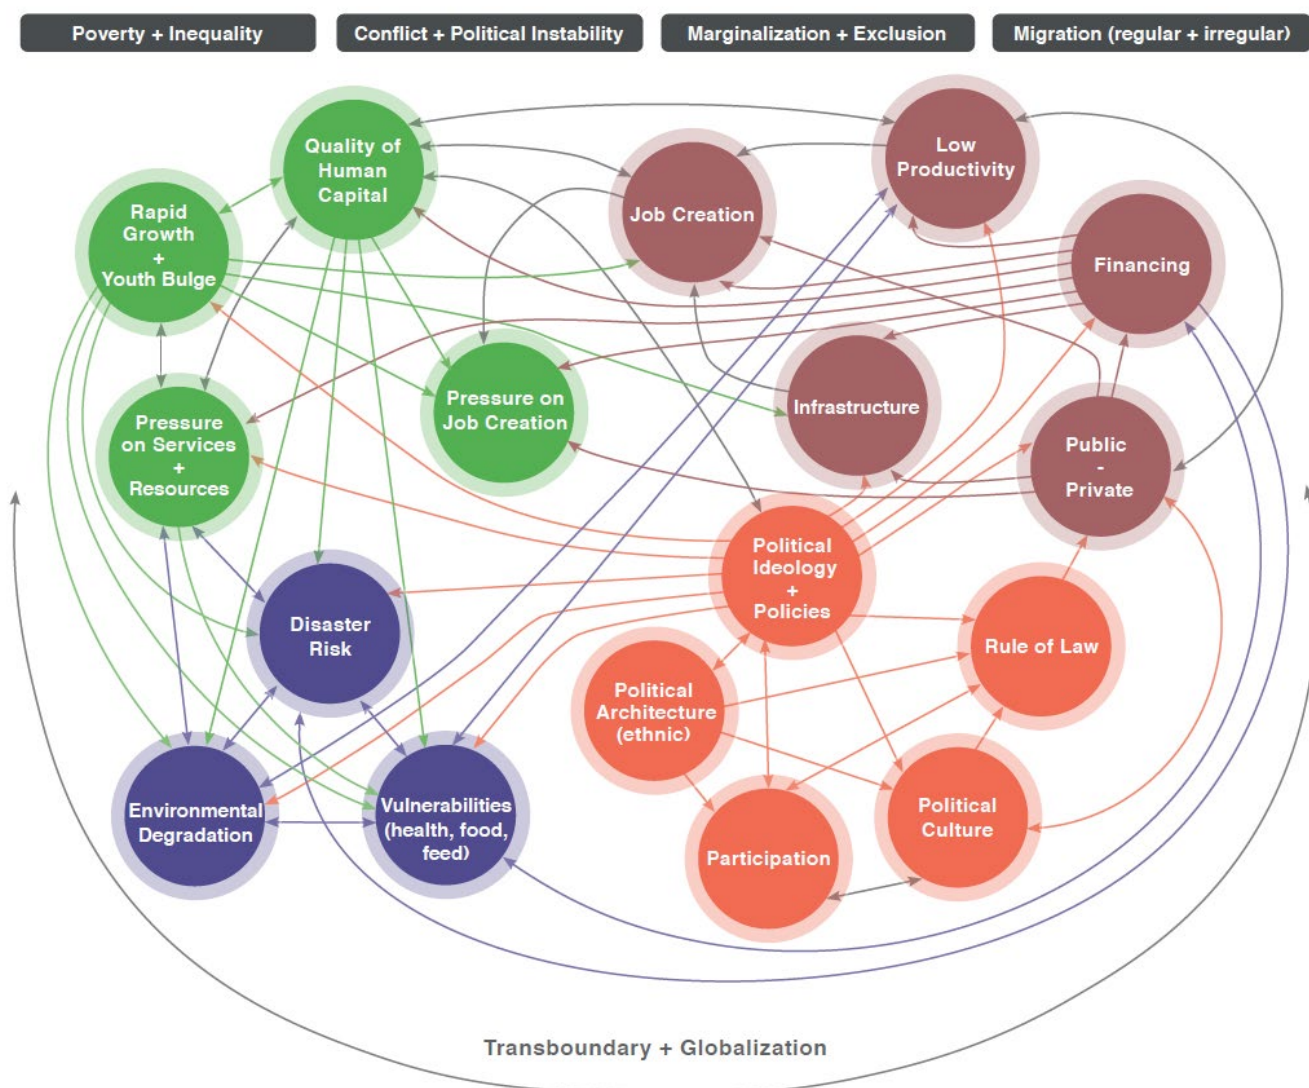 Poverty + Inequality
Conflict + Political Instability
Marginalization + Exclusion
Migration (regular + irregular)
Quality of
Human
Capital
Low
Productivity
Job Creation
Rapid
Growth
+
Youth Bulge
Financing
Pressure on
Job Creation
Infrastructure
Pressure
on Services
+
Resources
Public
-
Private
Political
Ideology
+
Policies
Disaster
Risk
Rule of Law
Political
Architecture
(ethnic)
Environmental
Degradation
Vulnerabilities
(health, food,
feed)
Political
Culture
Participation
Transboundary + Globalization